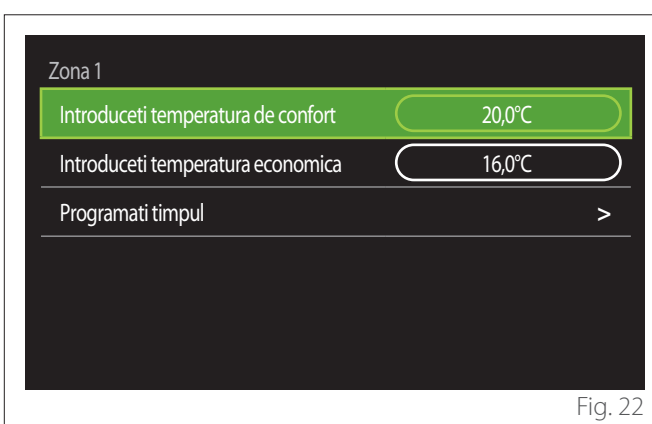 Zona 1
Introduceti temperatura de confort 20,0°C
Introduceti temperatura economica 16,0°C
Programati timpul >
Fig. 22